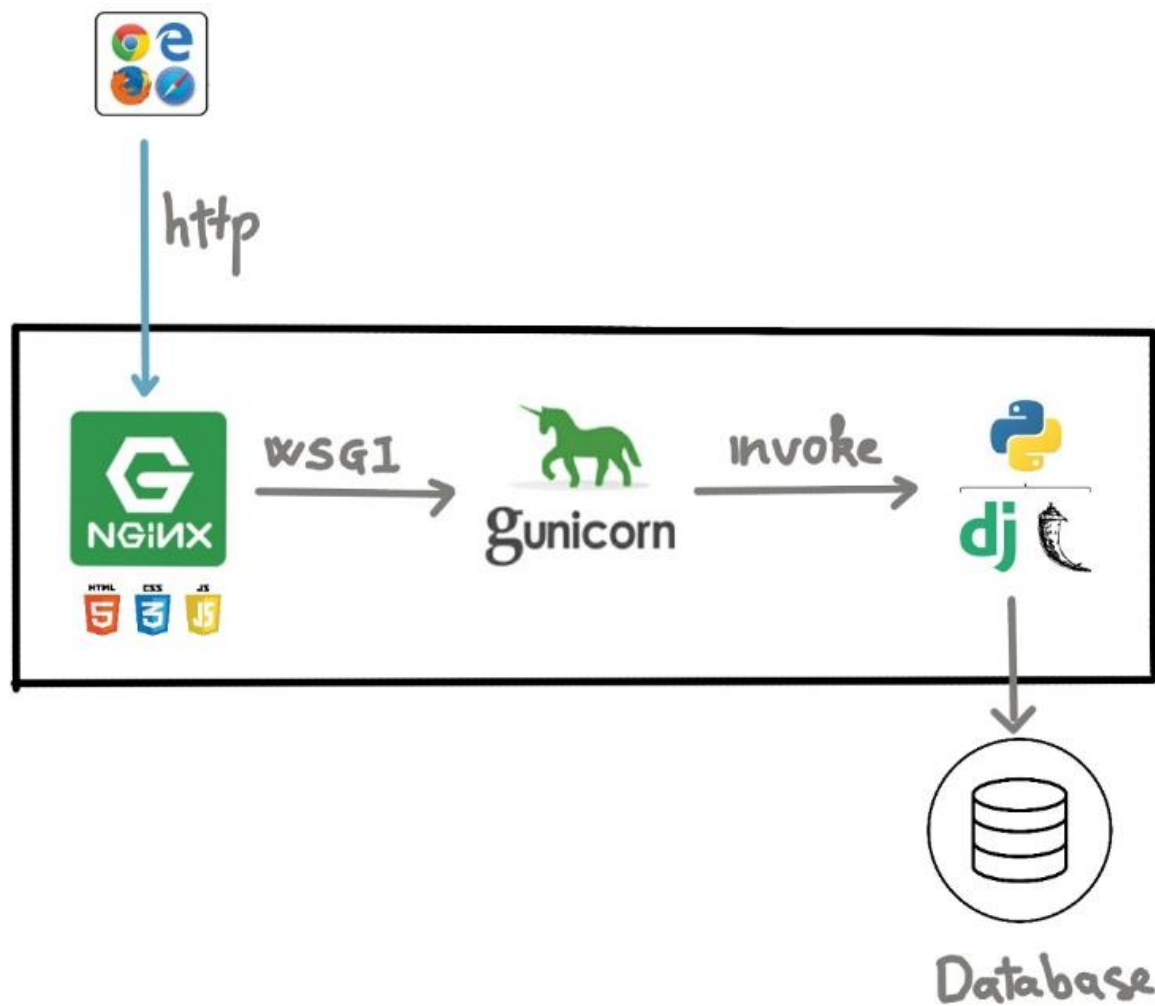 http
WSGI
invoke
NGiNX
gunicorn
dj
HTML
CSS
JS
5
3
JS
Database